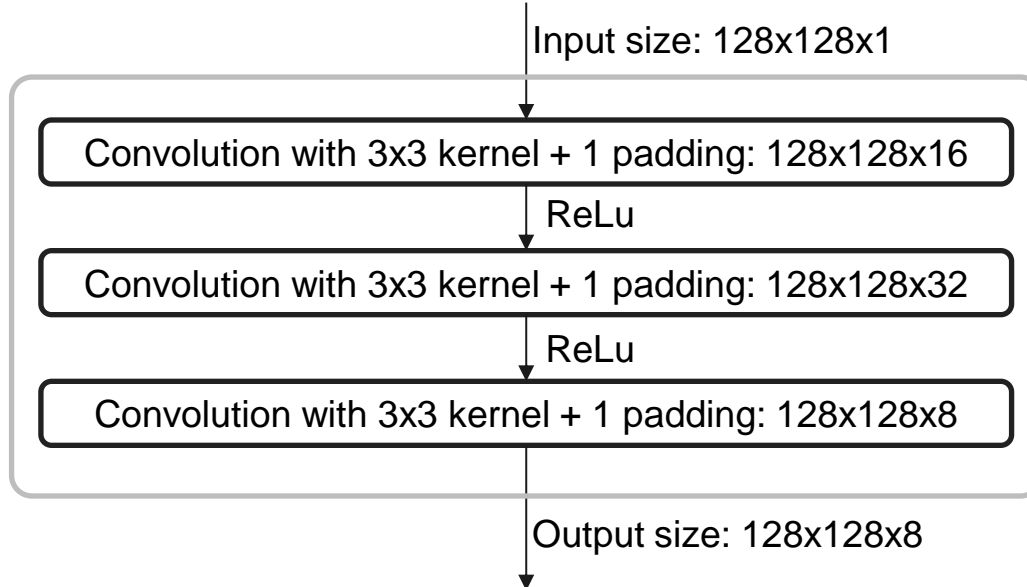 Input size: 128x128x1
Convolution with 3x3 kernel + 1 padding: 128x128x16
ReLu
Convolution with 3x3 kernel + 1 padding: 128x128x32
ReLu
Convolution with 3x3 kernel + 1 padding: 128x128x8
Output size: 128x128x8